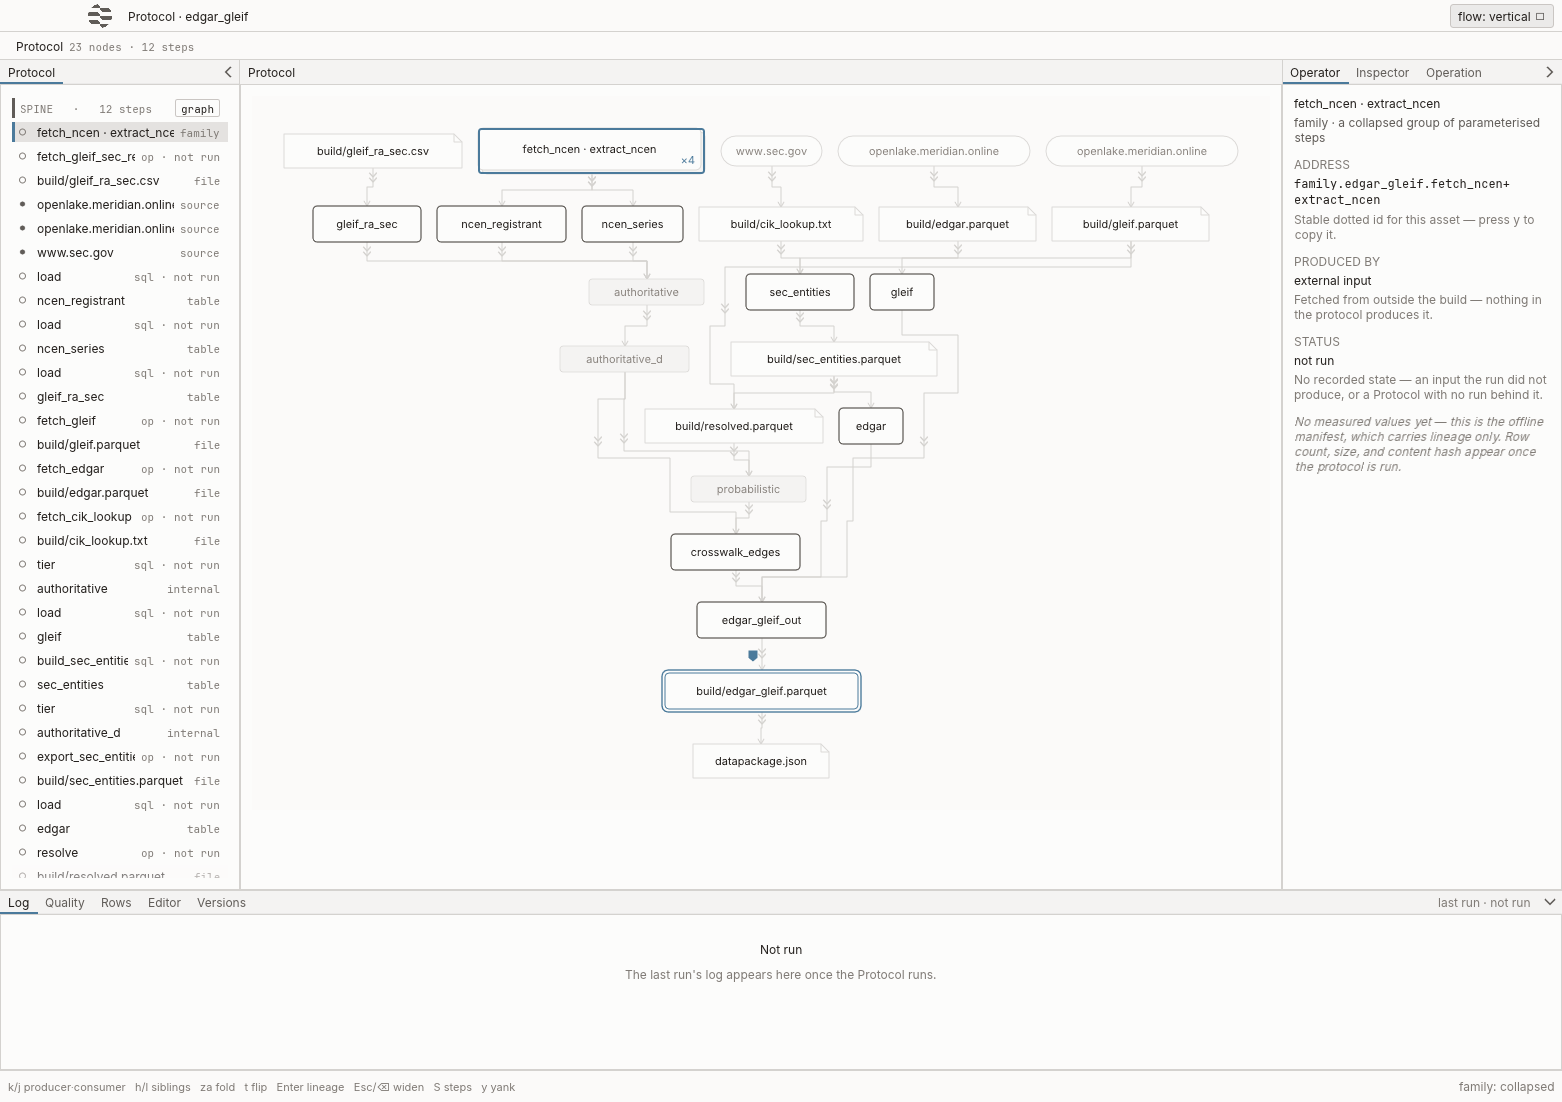 Protocol · edgar_gleif
flow: vertical
Protocol 23 nodes · 12 steps
Protocol
Protocol
Operator Inspector Operation
SPINE · 12 steps graph
fetch_ncen · extract_nce family
fetch_gleif_sec_re op · not run
build/gleif_ra_sec.csv file
openlake.meridian.online source
openlake.meridian.online source
www.sec.gov source
load sql · not run
ncen_registrant table
load sql · not run
ncen_series table
load sql · not run
gleif_ra_sec table
fetch_gleif op · not run
build/gleif.parquet file
fetch_edgar op · not run
build/edgar.parquet file
fetch_cik_lookup op · not run
build/cik_lookup.txt file
tier sql · not run
authoritative internal
load sql · not run
gleif table
build_sec_entitie sql · not run
sec_entities table
tier sql · not run
authoritative_d internal
export_sec_entitie op · not run
build/sec_entities.parquet file
load sql · not run
edgar table
resolve op · not run
build/resolved.parquet file
build/gleif_ra_sec.csv
fetch_ncen · extract_ncen
×4
www.sec.gov
openlake.meridian.online
openlake.meridian.online
gleif_ra_sec
ncen_registrant
ncen_series
build/cik_lookup.txt
build/edgar.parquet
build/gleif.parquet
authoritative
sec_entities
gleif
authoritative_d
build/sec_entities.parquet
build/resolved.parquet
edgar
probabilistic
crosswalk_edges
edgar_gleif_out
build/edgar_gleif.parquet
datapackage.json
fetch_ncen · extract_ncen
family · a collapsed group of parameterised
steps
ADDRESS
family.edgar_gleif.fetch_ncen+
extract_ncen
Stable dotted id for this asset — press y to
copy it.
PRODUCED BY
external input
Fetched from outside the build — nothing in
the protocol produces it.
STATUS
not run
No recorded state — an input the run did not
produce, or a Protocol with no run behind it.
No measured values yet — this is the offline
manifest, which carries lineage only. Row
count, size, and content hash appear once
the protocol is run.
Log Quality Rows Editor Versions
last run · not run
Not run
The last run's log appears here once the Protocol runs.
k/j producer·consumer h/l siblings za fold t flip Enter lineage Esc/⌫ widen S steps y yank
family: collapsed